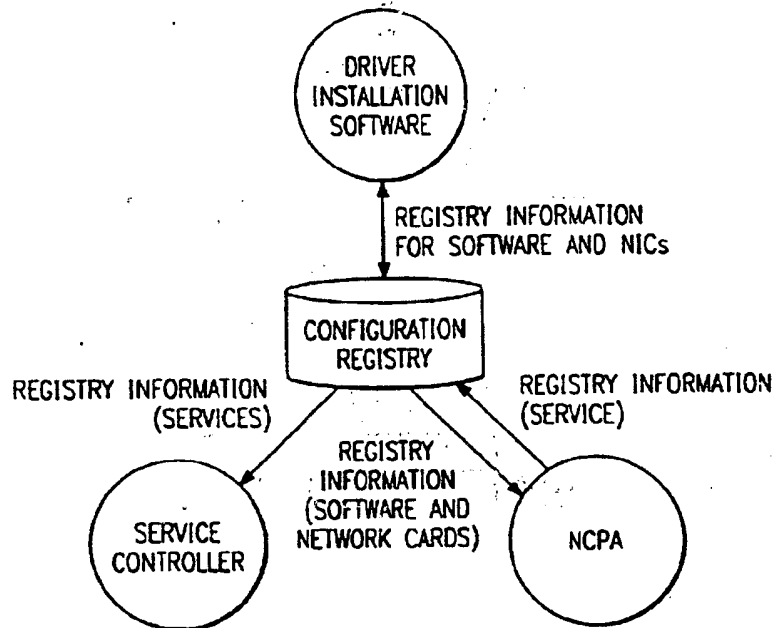 DRIVER
INSTALLATION
SOFTWARE
REGISTRY INFORMATION
FOR SOFTWARE AND NICs
CONFIGURATION
REGISTRY
REGISTRY INFORMATION
(SERVICES)
REGISTRY INFORMATION
(SERVICE)
REGISTRY
INFORMATION
(SOFTWARE AND
NETWORK CARDS)
SERVICE
CONTROLLER
NCPA